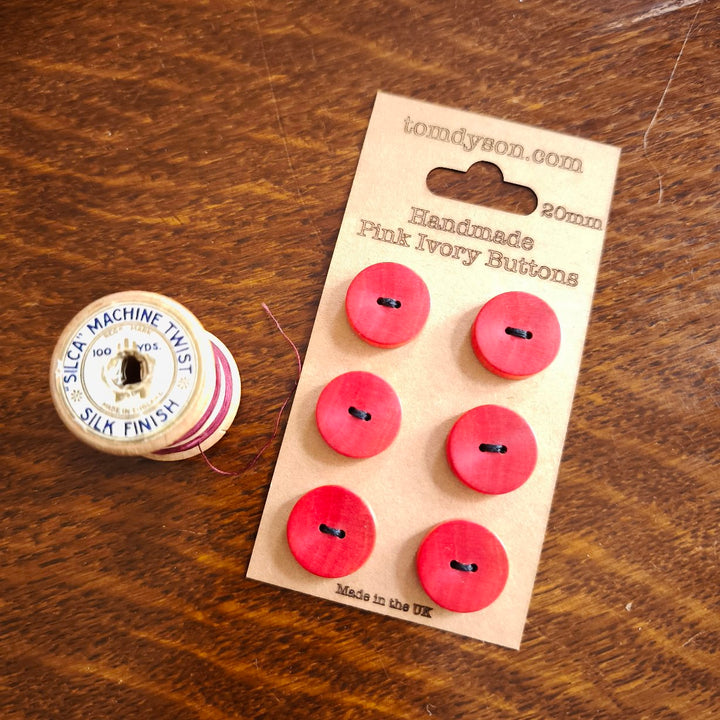 tomdyson.com
20mm
Handmade
Pink Ivory Buttons
Made in the UK
"SILCA" MACHINE TWIST
100 YDS.
SILK FINISH